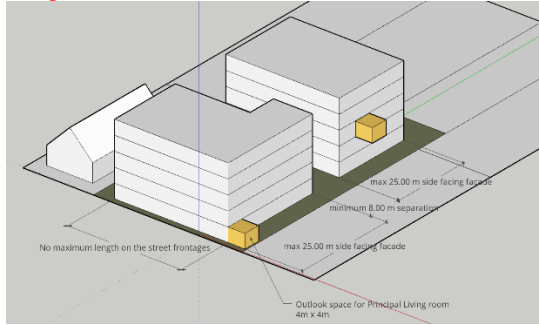 max 25.00 m side facing facade
minimum 8.00 m separation
No maximum length on the street frontages
max 25.00 m side facing facade
Outlook space for Principal Living room
4m x 4m